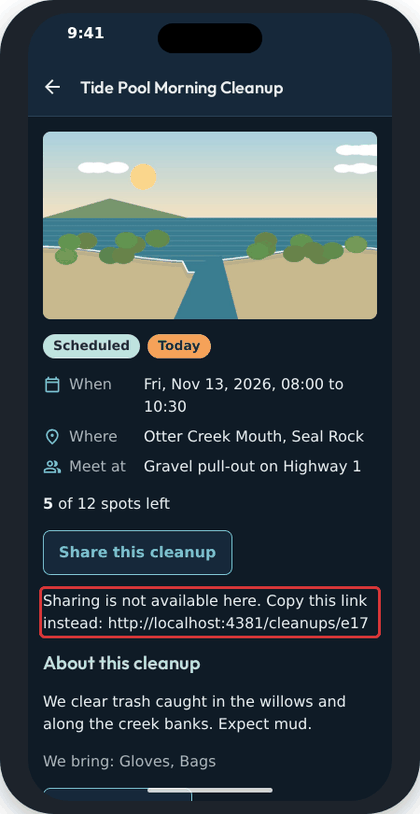 9:41
Tide Pool Morning Cleanup
Scheduled
Today
When
Fri, Nov 13, 2026, 08:00 to
10:30
Where
Otter Creek Mouth, Seal Rock
Meet at
Gravel pull-out on Highway 1
5 of 12 spots left
Share this cleanup
Sharing is not available here. Copy this link
instead: http://localhost:4381/cleanups/e17
About this cleanup
We clear trash caught in the willows and
along the creek banks. Expect mud.
We bring: Gloves, Bags